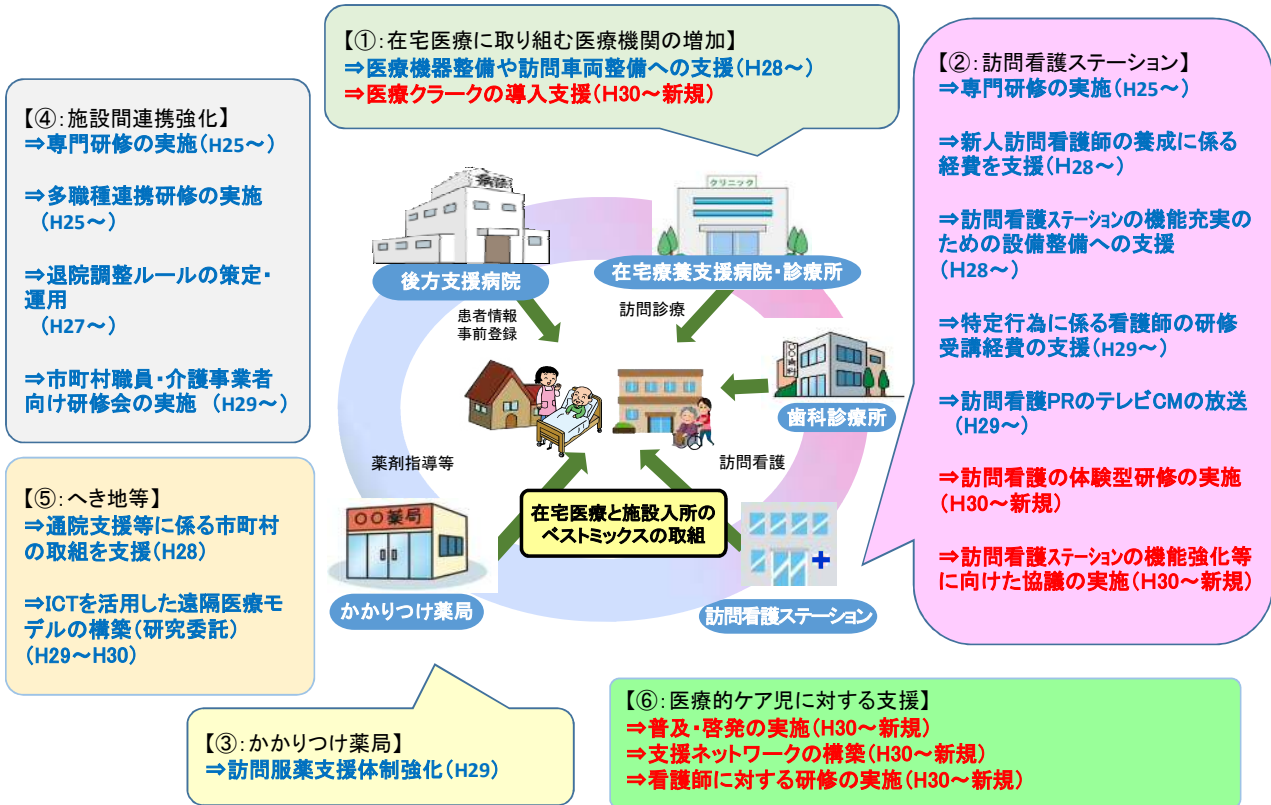 【①：在宅医療に取り組む医療機関の増加】
⇒医療機器整備や訪問車両整備への支援（H28～）
⇒医療クラークの導入支援（H30～新規）
【②：訪問看護ステーション】
⇒専門研修の実施（H25～）
⇒新人訪問看護師の養成に係る
経費を支援（H28～）
⇒訪問看護ステーションの機能充実の
ための設備整備への支援
（H28～）
⇒特定行為に係る看護師の研修
受講経費の支援（H29～）
⇒訪問看護PRのテレビCMの放送
（H29～）
⇒訪問看護の体験型研修の実施
（H30～新規）
⇒訪問看護ステーションの機能強化等
に向けた協議の実施（H30～新規）
【④：施設間連携強化】
⇒専門研修の実施（H25～）
⇒多職種連携研修の実施
（H25～）
⇒退院調整ルールの策定・
運用
（H27～）
⇒市町村職員・介護事業者
向け研修会の実施 （H29～）
病院
クリニック
後方支援病院
在宅療養支援病院・診療所
患者情報
事前登録
訪問診療
〇〇歯科
歯科診療所
薬剤指導等
訪問看護
〇〇薬局
在宅医療と施設入所の
ベストミックスの取組
かかりつけ薬局
訪問看護ステーション
【⑤：へき地等】
⇒通院支援等に係る市町村
の取組を支援（H28）
⇒ICTを活用した遠隔医療モ
デルの構築（研究委託）
（H29～H30）
【③：かかりつけ薬局】
⇒訪問服薬支援体制強化（H29）
【⑥：医療的ケア児に対する支援】
⇒普及・啓発の実施（H30～新規）
⇒支援ネットワークの構築（H30～新規）
⇒看護師に対する研修の実施（H30～新規）